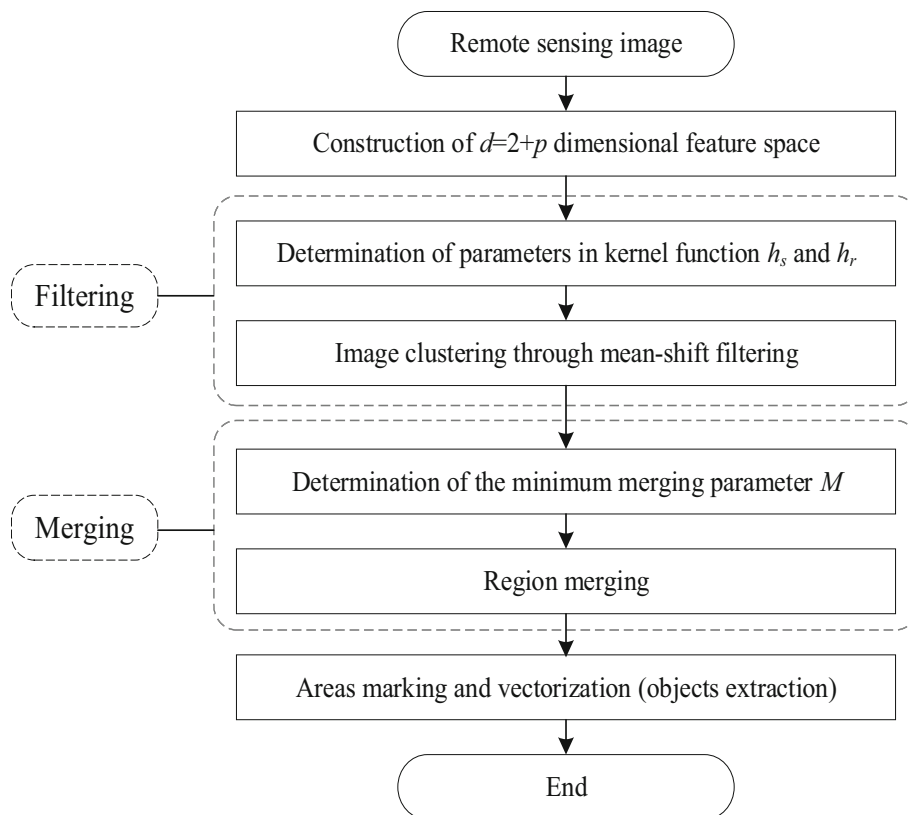 Remote sensing image
Construction of d=2+p dimensional feature space
Determination of parameters in kernel function hs and hr
Filtering
Image clustering through mean-shift filtering
Determination of the minimum merging parameter M
Merging
Region merging
Areas marking and vectorization (objects extraction)
End